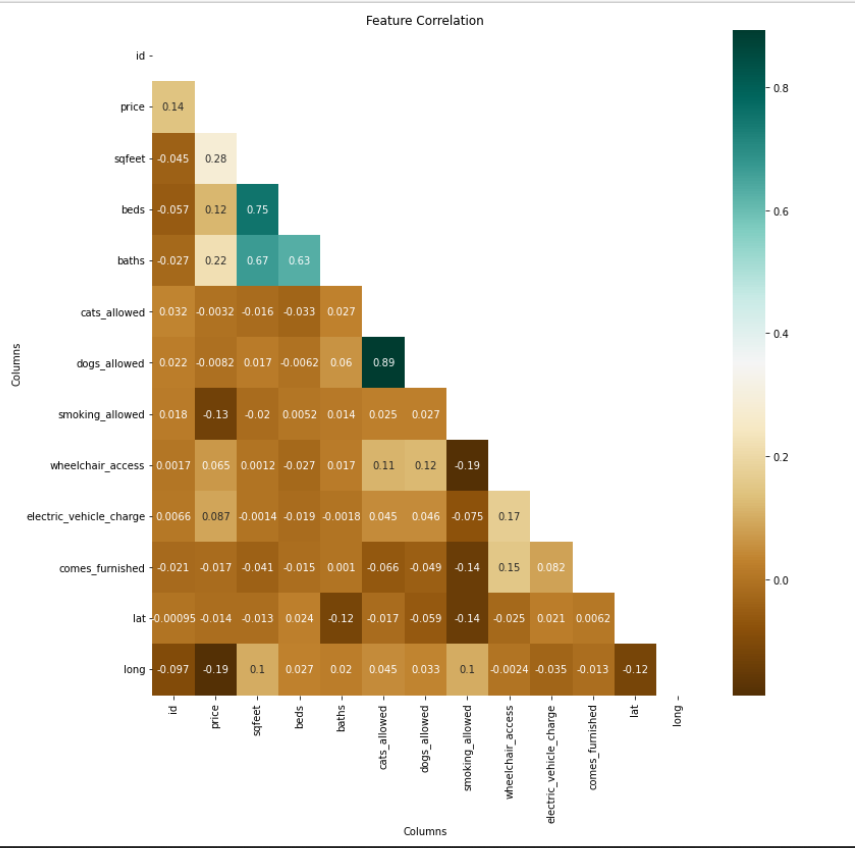 Feature Correlation
id
price 0.14
sqfeet -0.045 0.28
beds -0.057 0.12 0.75
baths -0.027 0.22 0.67 0.63
cats_allowed 0.032 -0.0032 -0.016 -0.033 0.027
dogs_allowed 0.022 -0.0082 0.017 -0.0062 0.06 0.89
smoking_allowed 0.018 -0.13 -0.02 0.0052 0.014 0.025 0.027
wheelchair_access 0.0017 0.065 0.0012 -0.027 0.017 0.11 0.12 -0.19
electric_vehicle_charge 0.0066 0.087 -0.0014 -0.019 -0.0018 0.045 0.046 -0.075 0.17
comes_furnished -0.021 -0.017 -0.041 -0.015 0.001 -0.066 -0.049 -0.14 0.15 0.082
lat -0.00095 -0.014 -0.013 0.024 -0.12 -0.017 -0.059 -0.14 -0.025 0.021 0.0062
long -0.097 -0.19 0.1 0.027 0.02 0.045 0.033 0.1 -0.0024 -0.035 -0.013 -0.12
id price sqfeet beds baths cats_allowed dogs_allowed smoking_allowed wheelchair_access electric_vehicle_charge comes_furnished lat long
Columns
Columns
0.8
0.6
0.4
0.2
0.0